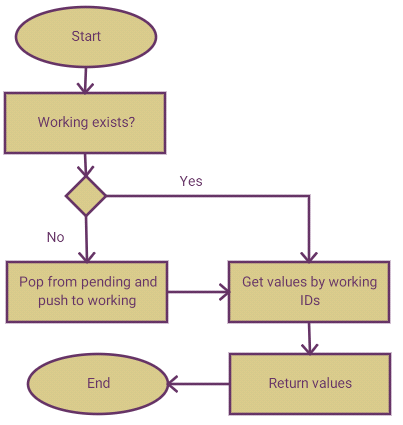 Start
Working exists?
Yes
No
Pop from pending and
push to working
Get values by working
IDs
End
Return values